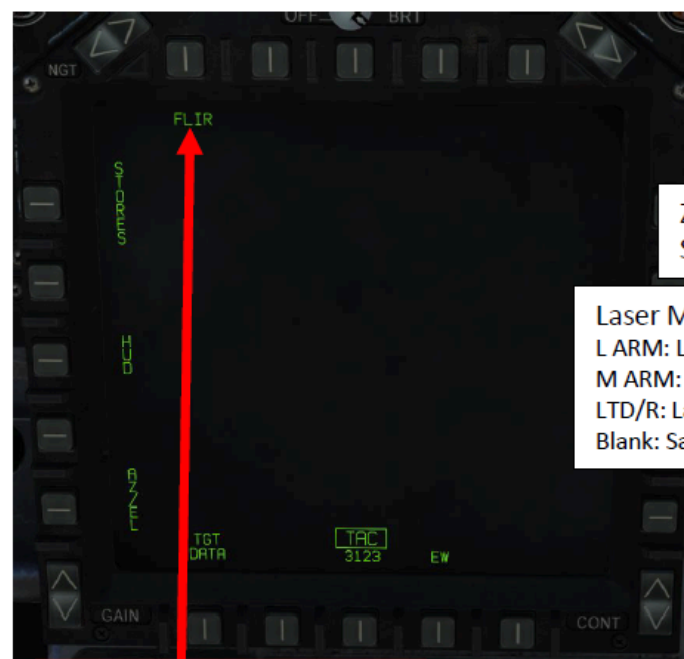 OFF BRT
NGT
FLIR
STORES
HUD
AZ/EL
TGT
DATA
TAC
3123
EW
GAIN
CONT
Laser M
L ARM: L
M ARM:
LTD/R: La
Blank: Sa